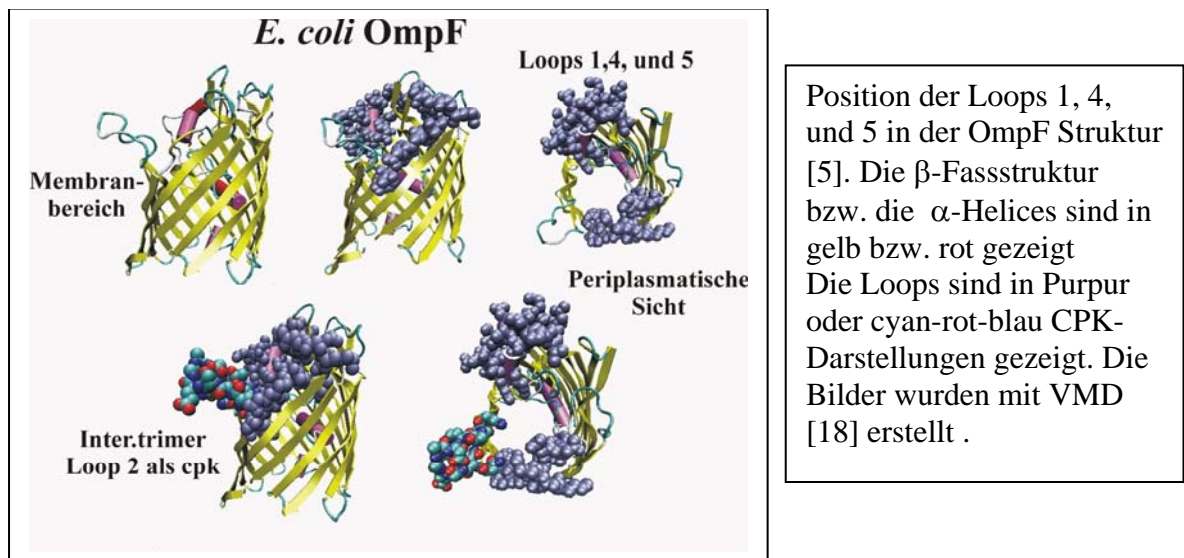 E. coli OmpF
Loops 1,4, und 5
Membran-
bereich
Periplasmatische
Sicht
Inter.trimer
Loop 2 als cpk
Position der Loops 1, 4,
und 5 in der OmpF Struktur
[5]. Die β-Fassstruktur
bzw. die α-Helices sind in
gelb bzw. rot gezeigt
Die Loops sind in Purpur
oder cyan-rot-blau CPK-
Darstellungen gezeigt. Die
Bilder wurden mit VMD
[18] erstellt .